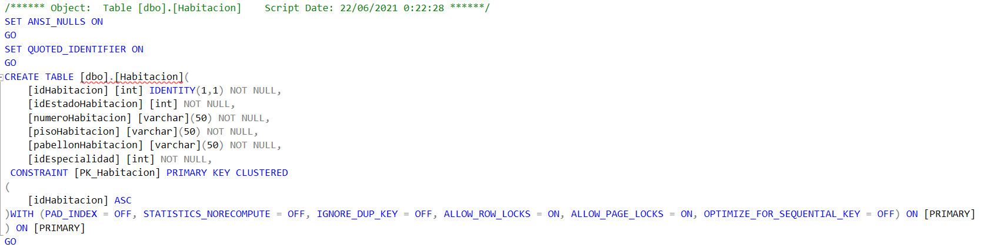 /****** Object:  Table [dbo].[Habitacion]    Script Date: 22/06/2021 0:22:28 ******/
SET ANSI_NULLS ON
GO
SET QUOTED_IDENTIFIER ON
GO
CREATE TABLE [dbo].[Habitacion](
    [idHabitacion] [int] IDENTITY(1,1) NOT NULL,
    [idEstadoHabitacion] [int] NOT NULL,
    [numeroHabitacion] [varchar](50) NOT NULL,
    [pisoHabitacion] [varchar](50) NOT NULL,
    [pabellonHabitacion] [varchar](50) NOT NULL,
    [idEspecialidad] [int] NOT NULL,
 CONSTRAINT [PK_Habitacion] PRIMARY KEY CLUSTERED
(
    [idHabitacion] ASC
)WITH (PAD_INDEX = OFF, STATISTICS_NORECOMPUTE = OFF, IGNORE_DUP_KEY = OFF, ALLOW_ROW_LOCKS = ON, ALLOW_PAGE_LOCKS = ON, OPTIMIZE_FOR_SEQUENTIAL_KEY = OFF) ON [PRIMARY]
) ON [PRIMARY]
GO